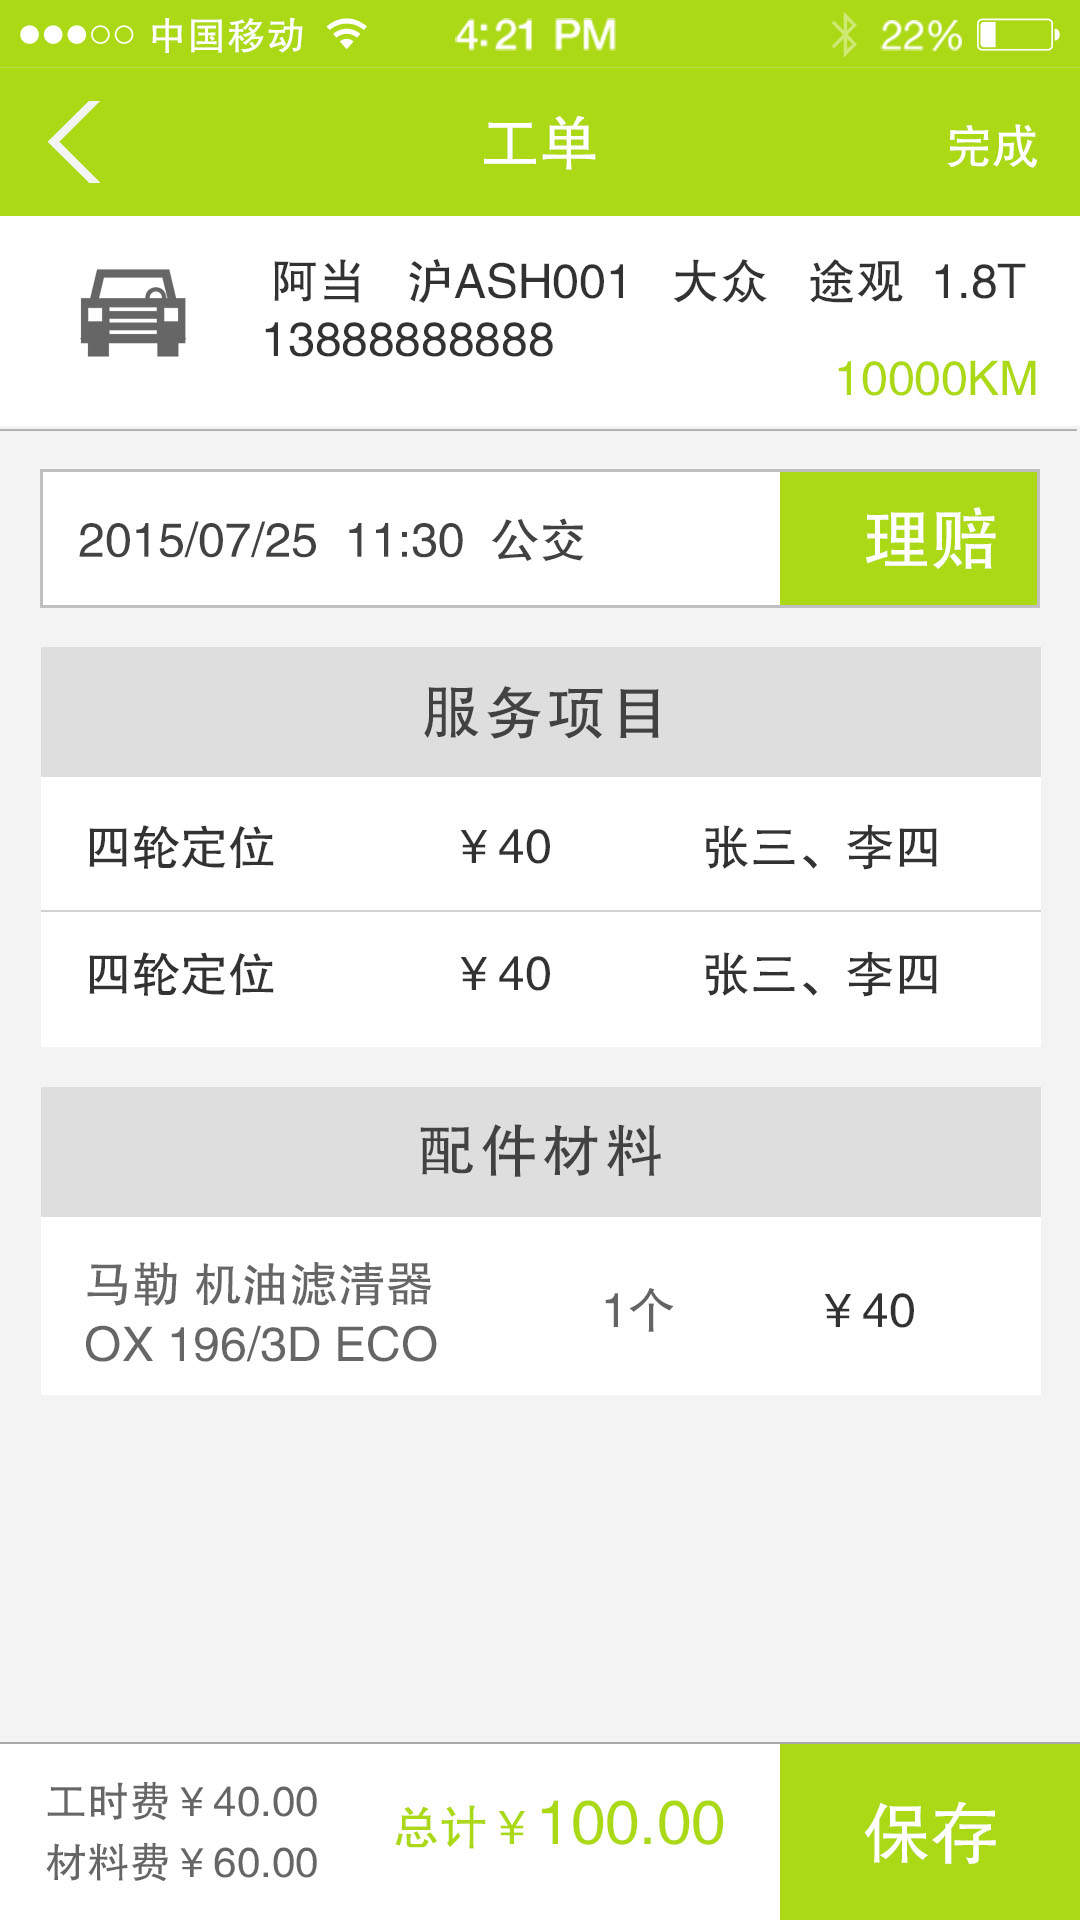 中国移动 4:21 PM 22%
工单 完成
阿当 沪ASH001 大众 途观 1.8T
13888888888
10000KM
2015/07/25 11:30 公交 理赔
服务项目
四轮定位 ¥40 张三、李四
四轮定位 ¥40 张三、李四
配件材料
马勒 机油滤清器
OX 196/3D ECO
1个 ¥40
工时费¥40.00
材料费¥60.00
总计¥100.00
保存